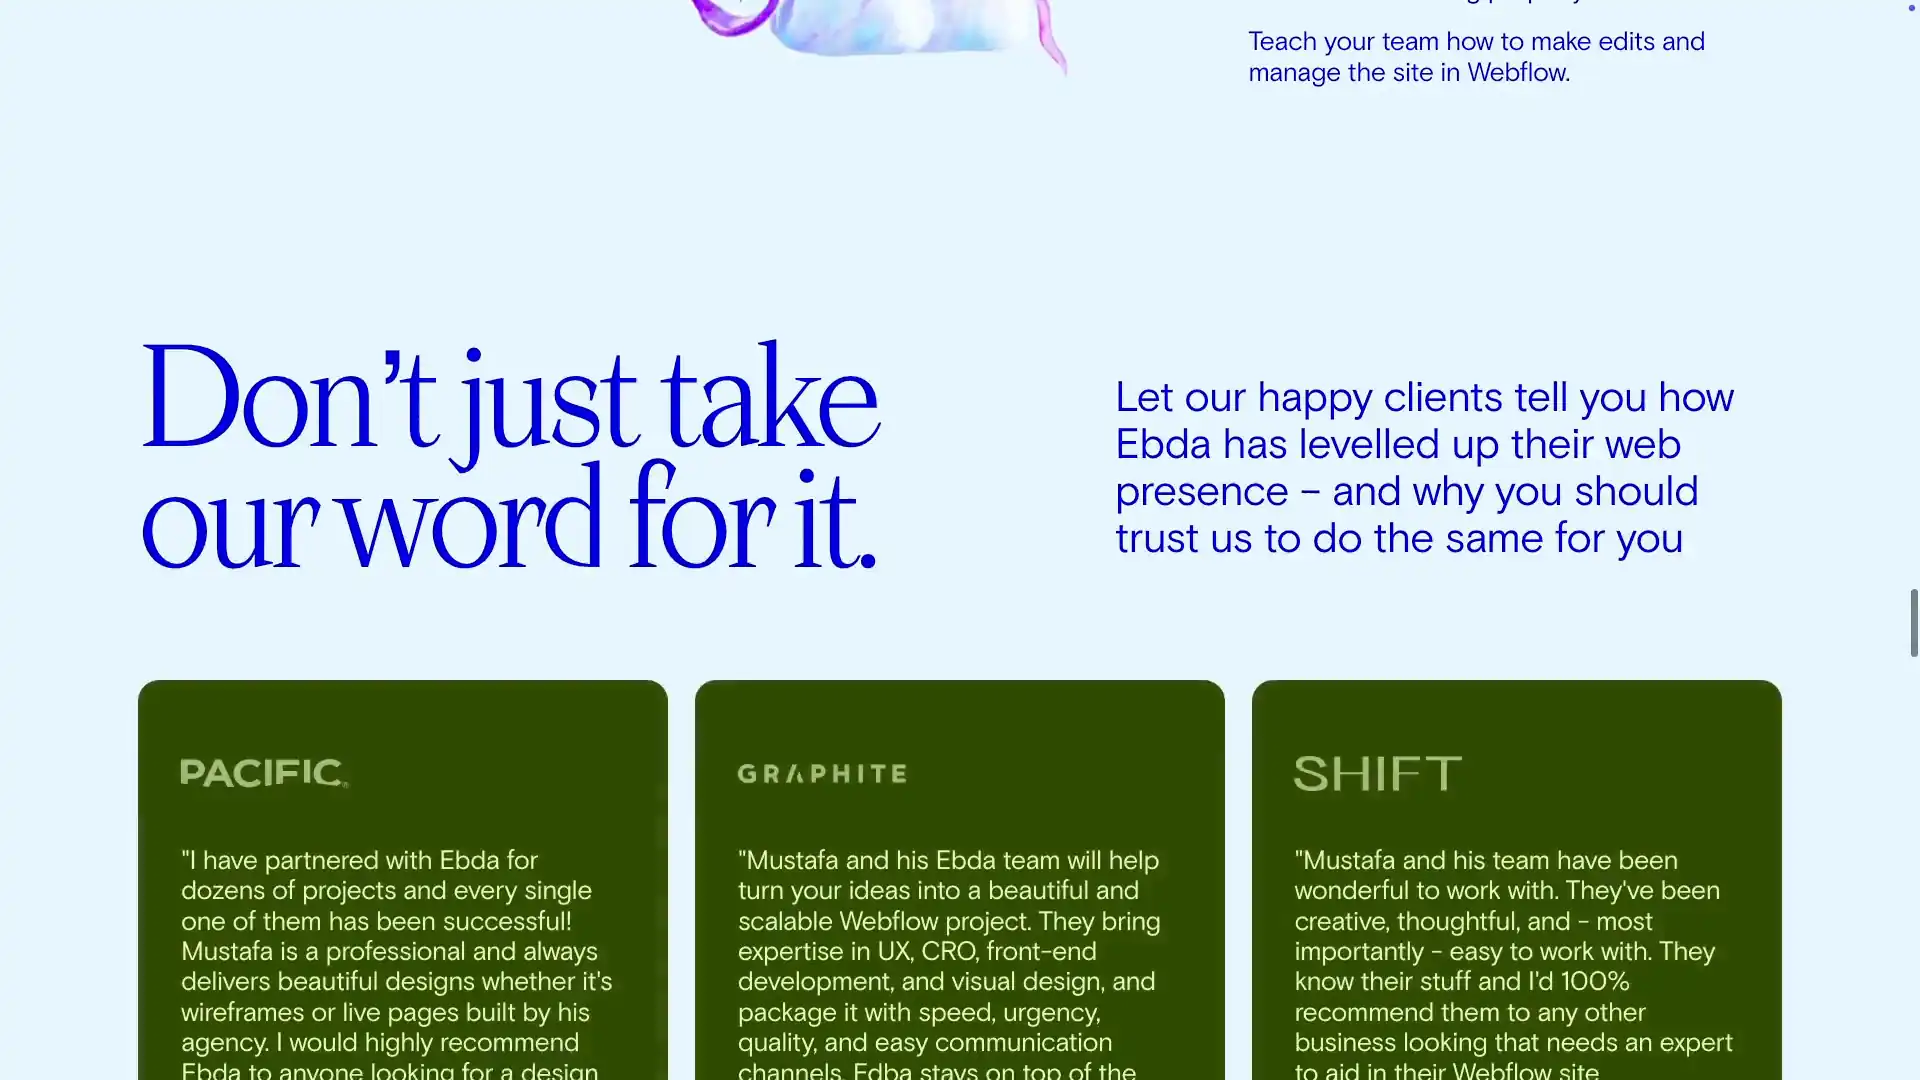 Teach your team how to make edits and
manage the site in Webflow.
Don’t just take
our word for it.
Let our happy clients tell you how
Ebda has levelled up their web
presence – and why you should
trust us to do the same for you
PACIFIC
"I have partnered with Ebda for
dozens of projects and every single
one of them has been successful!
Mustafa is a professional and always
delivers beautiful designs whether it's
wireframes or live pages built by his
agency. I would highly recommend
Ebda to anyone looking for a design
GRAPHITE
"Mustafa and his Ebda team will help
turn your ideas into a beautiful and
scalable Webflow project. They bring
expertise in UX, CRO, front-end
development, and visual design, and
package it with speed, urgency,
quality, and easy communication
channels. Edba stays on top of the
SHIFT
"Mustafa and his team have been
wonderful to work with. They've been
creative, thoughtful, and – most
importantly – easy to work with. They
know their stuff and I'd 100%
recommend them to any other
business looking that needs an expert
to aid in their Webflow site